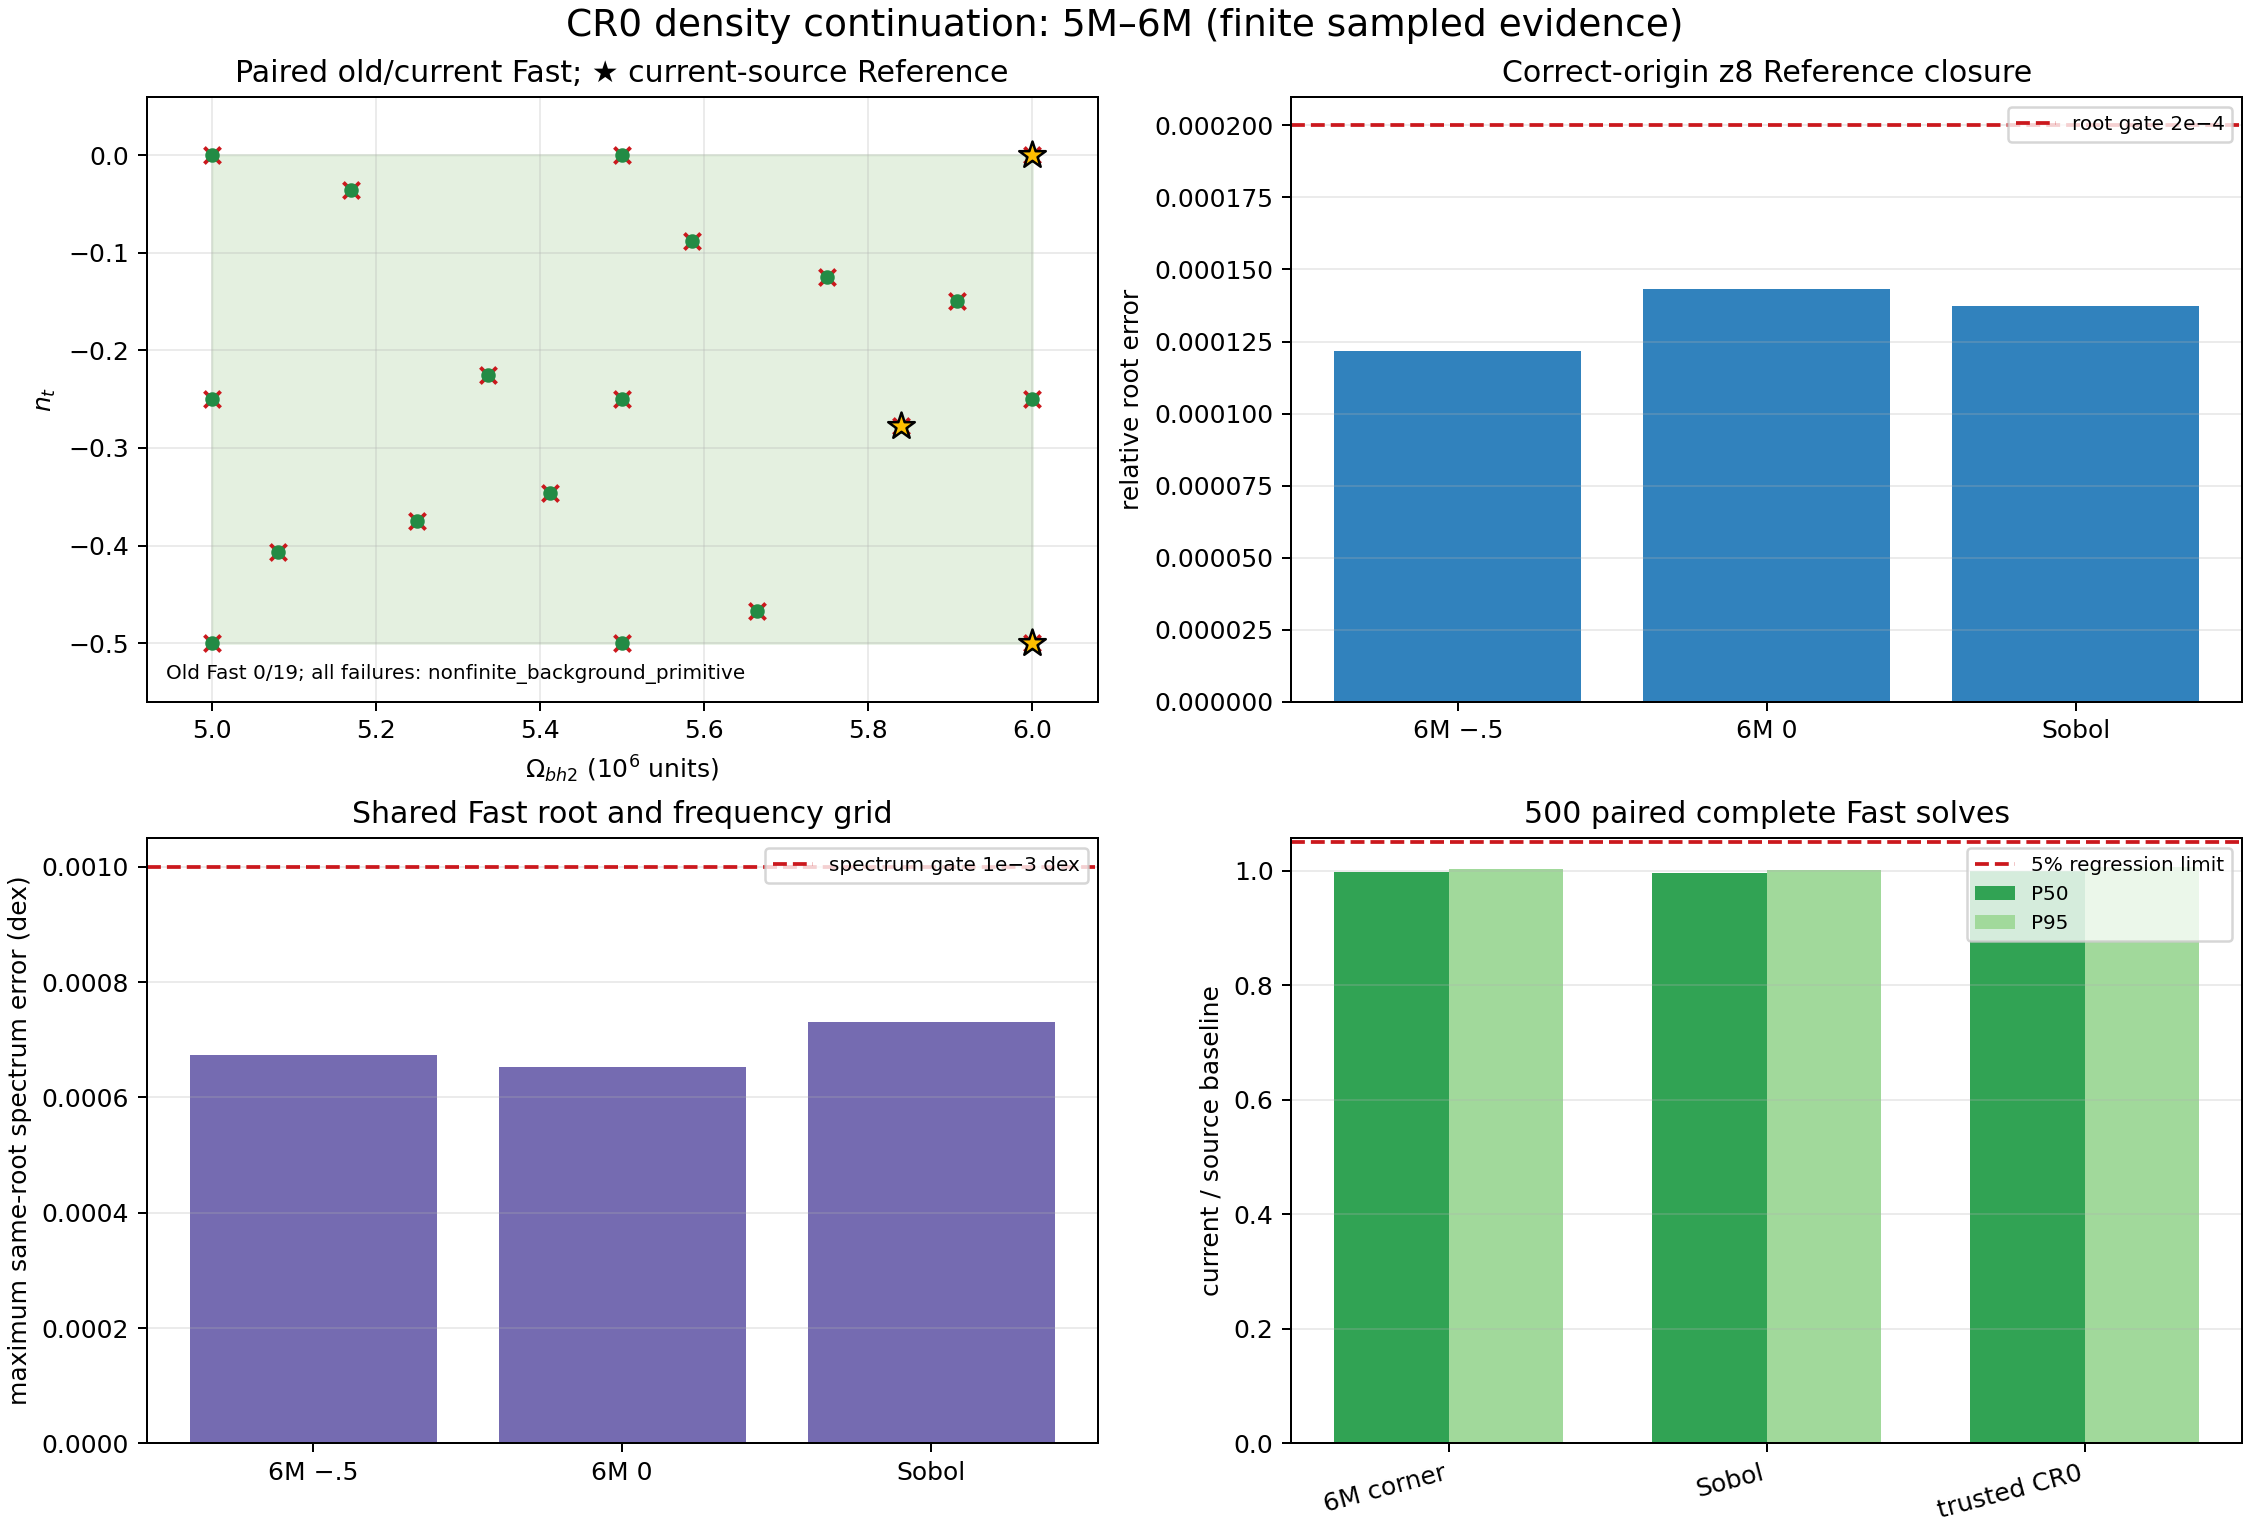 CR0 density continuation: 5M–6M (finite sampled evidence)
Paired old/current Fast; ★ current-source Reference
0.0
−0.1
−0.2
−0.3
−0.4
−0.5
n_t
Old Fast 0/19; all failures: nonfinite_background_primitive
5.0 5.2 5.4 5.6 5.8 6.0
Ω_{bh2} (10^6 units)
Correct-origin z8 Reference closure
root gate 2e−4
0.000200
0.000175
0.000150
0.000125
0.000100
0.000075
0.000050
0.000025
0.000000
relative root error
6M −.5 6M 0 Sobol
Shared Fast root and frequency grid
spectrum gate 1e−3 dex
0.0010
0.0008
0.0006
0.0004
0.0002
0.0000
maximum same-root spectrum error (dex)
6M −.5 6M 0 Sobol
500 paired complete Fast solves
5% regression limit
P50
P95
1.0
0.8
0.6
0.4
0.2
0.0
current / source baseline
6M corner Sobol trusted CR0